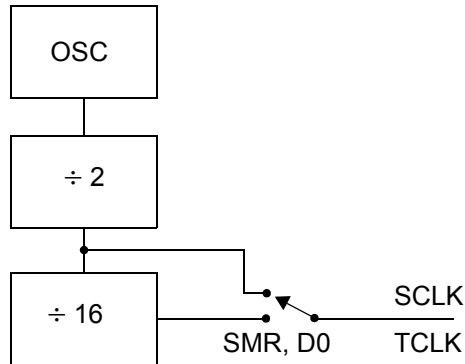 OSC
÷ 2
÷ 16
SCLK
SMR, D0
TCLK